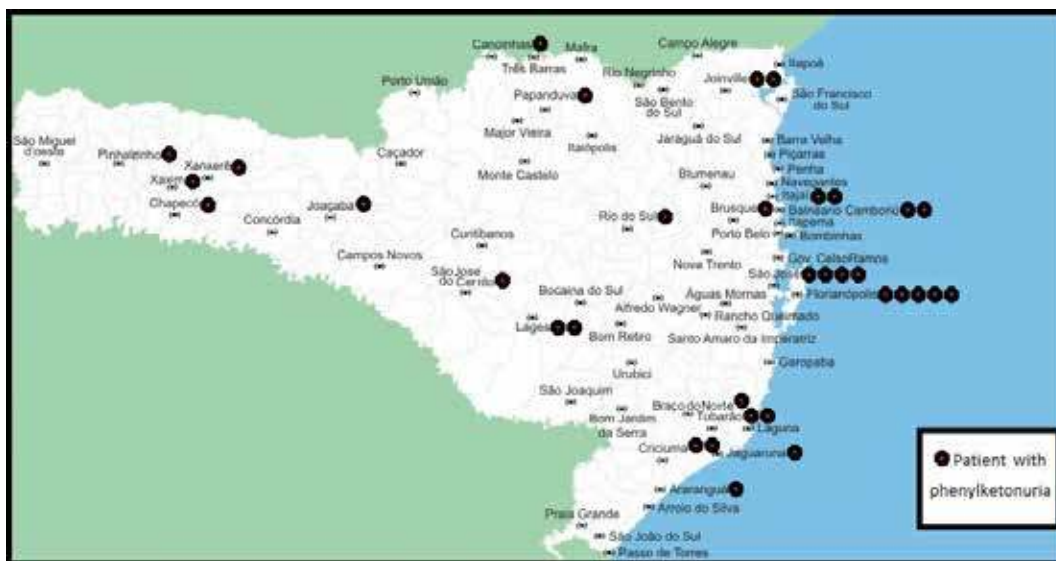 Canoinhas
Mafra
Campo Alegre
Itapoá
Três Barras
Rio Negrinho
Joinville
Porto União
Papanduva
São Bento
do Sul
São Francisco
do Sul
Major Vieira
Itaiópolis
Jaraguá do Sul
São Miguel
d'oeste
Pinhalzinho
Xanxerê
Caçador
Monte Castelo
Barra Velha
Piçarras
Penha
Blumenau
Navegantes
Xaxim
Itajaí
Chapecó
Joaçaba
Rio do Sul
Brusque
Balneário Camboriú
Itapema
Concórdia
Curitibanos
Porto Belo
Bombinhas
Campos Novos
Nova Trento
Gov. CelsoRamos
São José
do Cerrito
São José
Bocaina do Sul
Águas Mornas
Florianópolis
Alfredo Wagner
Rancho Queimado
Lages
Bom Retiro
Santo Amaro da Imperatriz
Urubici
Garopaba
São Joaquim
Braço do Norte
Bom Jardim
da Serra
Tubarão
Laguna
Criciuma
Jaguaruna
Araranguá
Arroio do Silva
Praia Grande
São João do Sul
Passo de Torres
Patient with
phenylketonuria